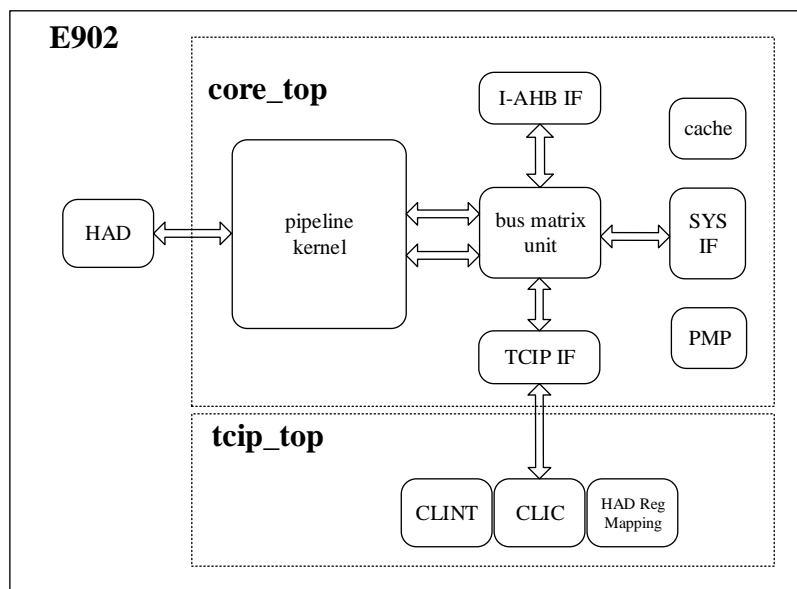 E902
core_top
I-AHB IF
cache
HAD
pipeline
kernel
bus matrix
unit
SYS
IF
TCIP IF
PMP
tcip_top
CLINT
CLIC
HAD Reg
Mapping